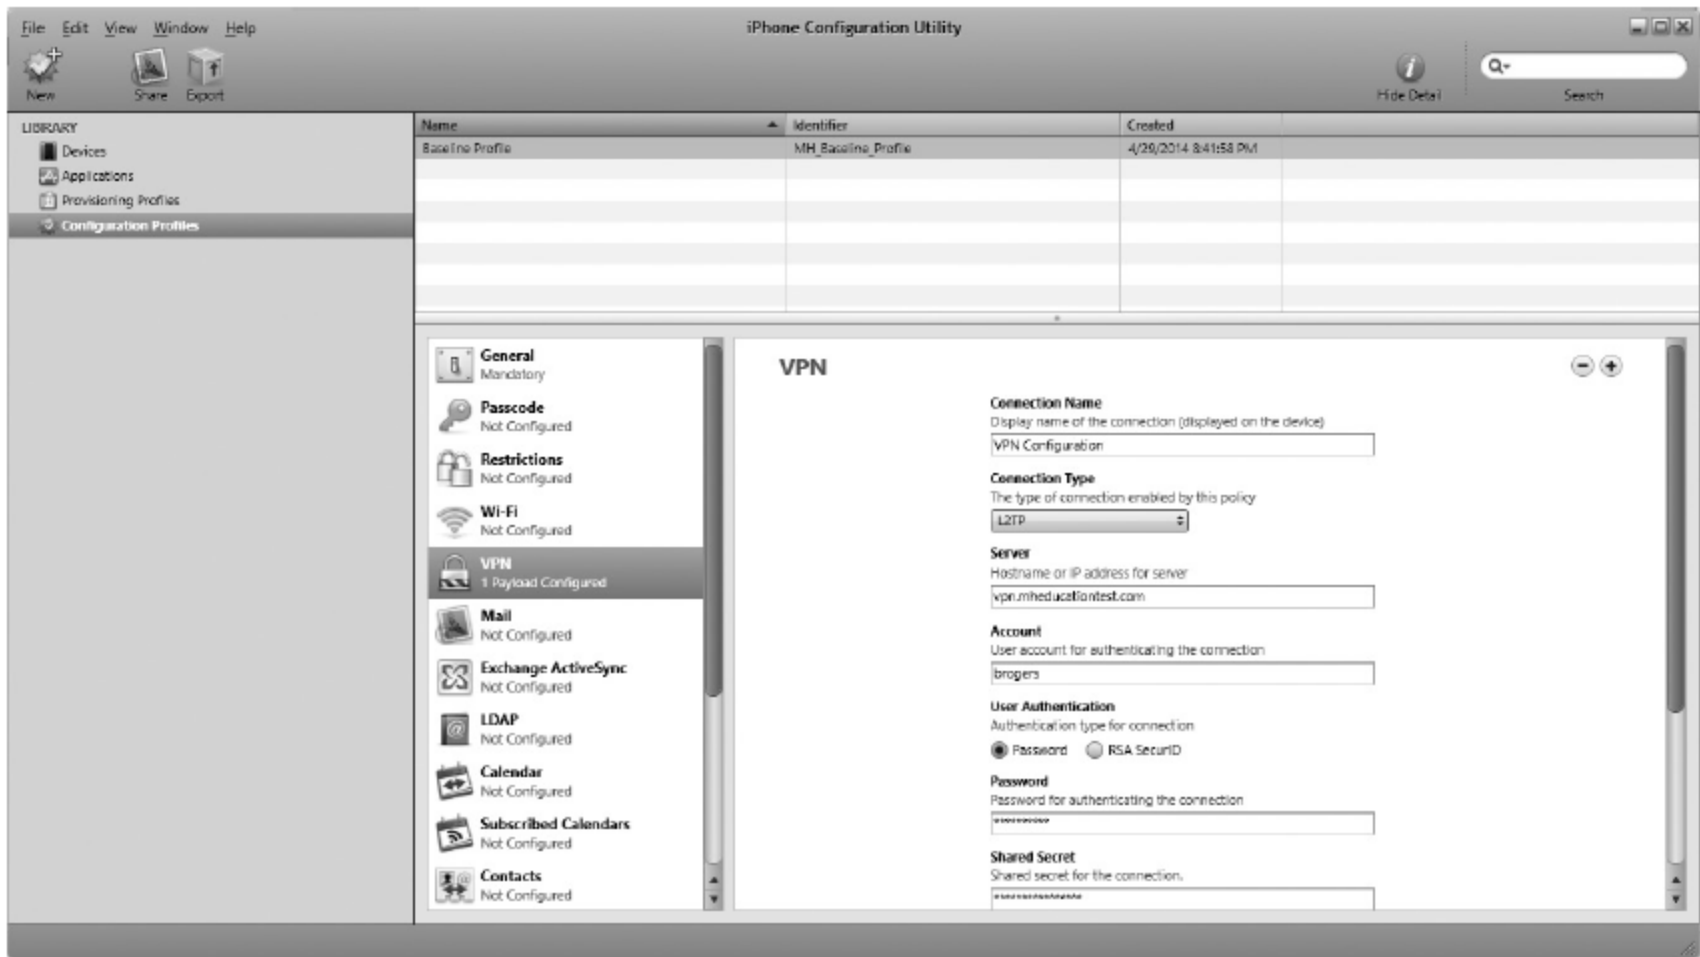 File Edit View Window Help
iPhone Configuration Utility
New
Share
Export
Hide Detail
Search
LIBRARY
Devices
Applications
Provisioning Profiles
Configuration Profiles
Name Identifier Created
Baseline Profile MH_Baseline_Profile 4/29/2014 8:41:58 PM
General
Mandatory
Passcode
Not Configured
Restrictions
Not Configured
Wi-Fi
Not Configured
VPN
1 Payload Configured
Mail
Not Configured
Exchange ActiveSync
Not Configured
LDAP
Not Configured
Calendar
Not Configured
Subscribed Calendars
Not Configured
Contacts
Not Configured
VPN
Connection Name
Display name of the connection (displayed on the device)
VPN Configuration
Connection Type
The type of connection enabled by this policy
L2TP
Server
Hostname or IP address for server
vpn.mheducationtest.com
Account
User account for authenticating the connection
brogers
User Authentication
Authentication type for connection
Password RSA SecurID
Password
Password for authenticating the connection
Shared Secret
Shared secret for the connection.